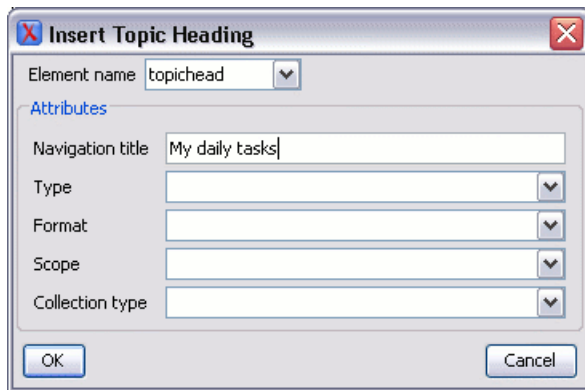 Insert Topic Heading
Element name topichead
Attributes
Navigation title My daily tasks
Type
Format
Scope
Collection type
OK Cancel